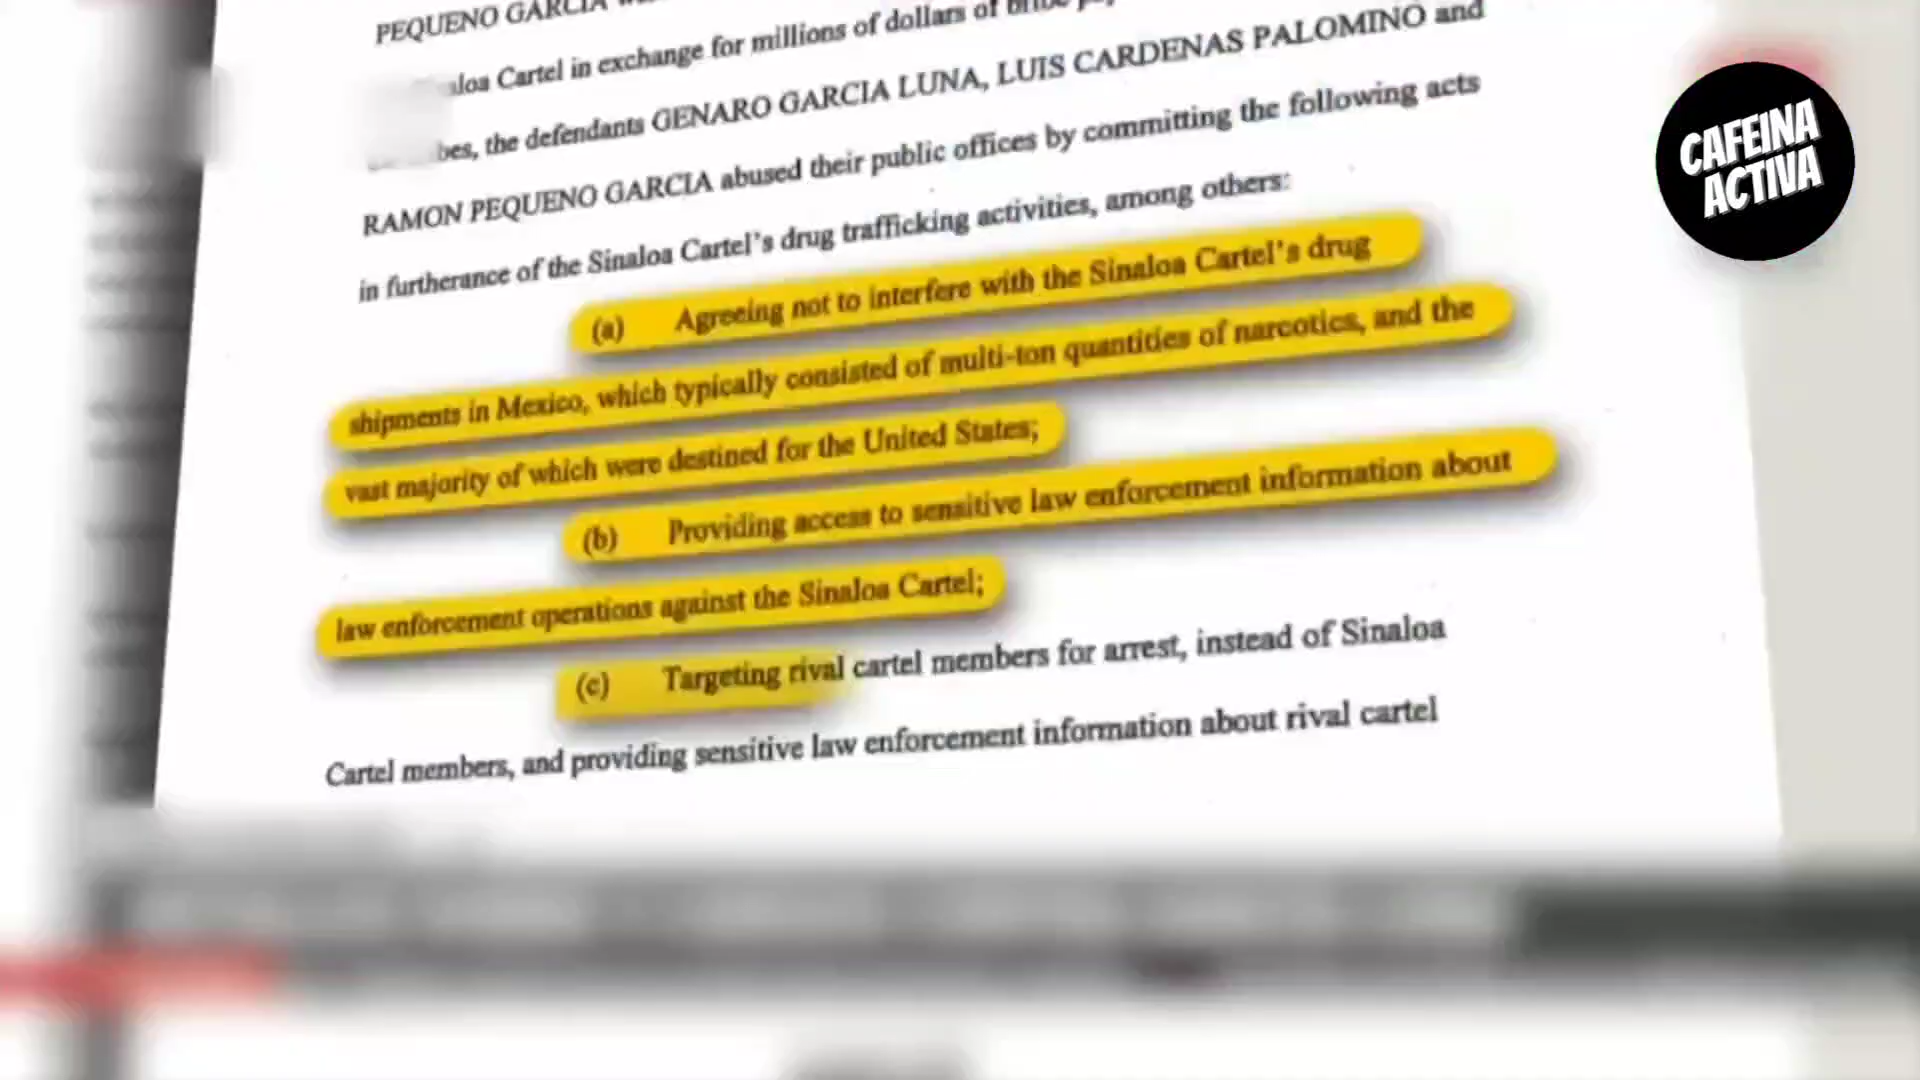 PEQUENO GARCIA
Cartel in exchange for millions of dollars of bribe
the defendants GENARO GARCIA LUNA, LUIS CARDENAS PALOMINO and
RAMON PEQUENO GARCIA abused their public offices by committing the following acts
in furtherance of the Sinaloa Cartel's drug trafficking activities, among others:
(a) Agreeing not to interfere with the Sinaloa Cartel's drug
shipments in Mexico, which typically consisted of multi-ton quantities of narcotics, and the
vast majority of which were destined for the United States;
(b) Providing access to sensitive law enforcement information about
law enforcement operations against the Sinaloa Cartel;
(c) Targeting rival cartel members for arrest, instead of Sinaloa
Cartel members, and providing sensitive law enforcement information about rival cartel
CAFEINA
ACTIVA